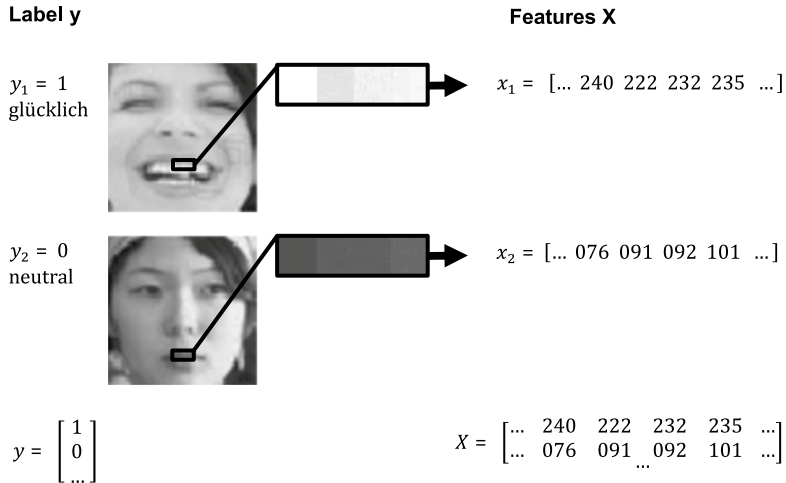 Label y
Features X
y₁ = 1
glücklich
x₁ = [... 240 222 232 235 ...]
y₂ = 0
neutral
x₂ = [... 076 091 092 101 ...]
y = [1
0
...]
X = [... 240 222 232 235 ...
... 076 091 092 101 ...]
...